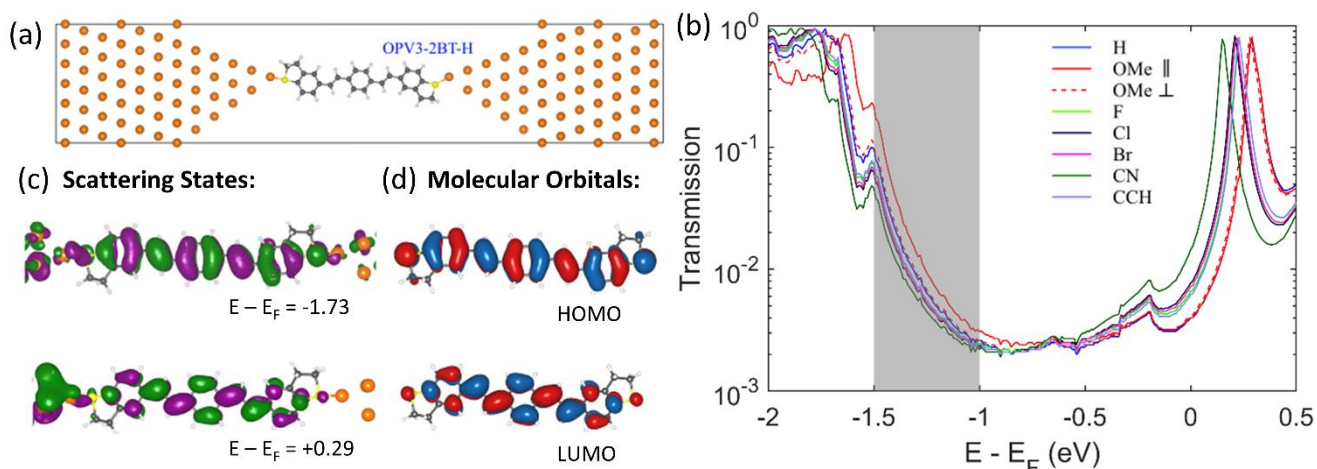 (a)
OPV3-2BT-H
(b)
Transmission
10⁰
10⁻¹
10⁻²
10⁻³
H
OMe ∥
OMe ⊥
F
Cl
Br
CN
CCH
-2
-1.5
-1
-0.5
0
0.5
E - E_F (eV)
(c) Scattering States:
E – E_F = -1.73
E – E_F = +0.29
(d) Molecular Orbitals:
HOMO
LUMO